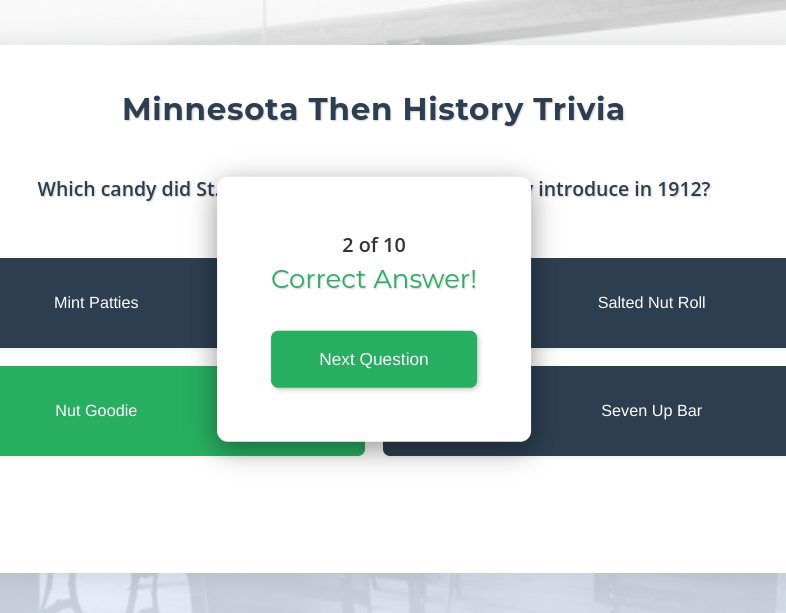 Minnesota Then History Trivia
Which candy did St. introduce in 1912?
2 of 10
Correct Answer!
Mint Patties
Salted Nut Roll
Next Question
Nut Goodie
Seven Up Bar